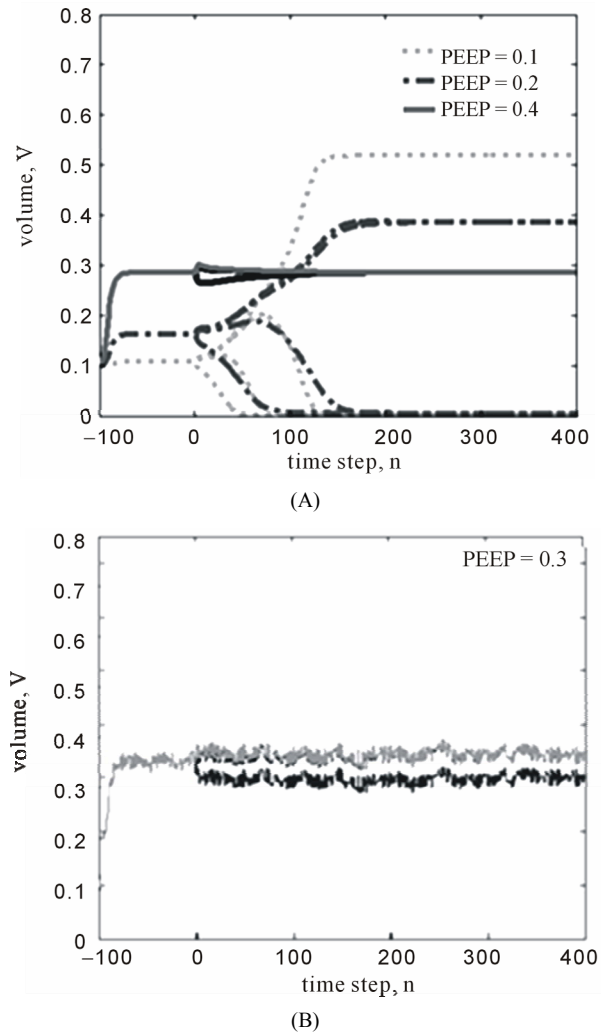 0.8
0.7
0.6
0.5
0.4
0.3
0.2
0.1
0
volume, V
PEEP = 0.1
PEEP = 0.2
PEEP = 0.4
−100 0 100 200 300 400
time step, n
(A)
0.8
0.7
0.6
0.5
0.4
0.3
0.2
0.1
0
volume, V
PEEP = 0.3
−100 0 100 200 300 400
time step, n
(B)